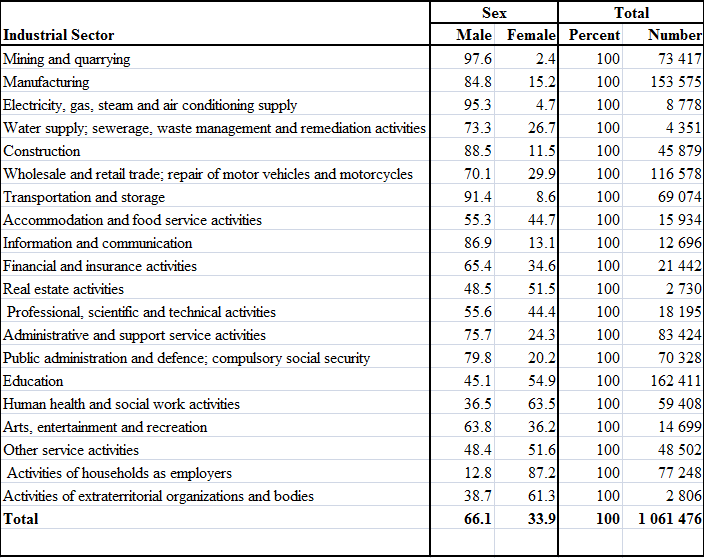 Sex Total
Industrial Sector Male Female Percent Number
Mining and quarrying 97.6 2.4 100 73 417
Manufacturing 84.8 15.2 100 153 575
Electricity, gas, steam and air conditioning supply 95.3 4.7 100 8 778
Water supply; sewerage, waste management and remediation activities 73.3 26.7 100 4 351
Construction 88.5 11.5 100 45 879
Wholesale and retail trade; repair of motor vehicles and motorcycles 70.1 29.9 100 116 578
Transportation and storage 91.4 8.6 100 69 074
Accommodation and food service activities 55.3 44.7 100 15 934
Information and communication 86.9 13.1 100 12 696
Financial and insurance activities 65.4 34.6 100 21 442
Real estate activities 48.5 51.5 100 2 730
Professional, scientific and technical activities 55.6 44.4 100 18 195
Administrative and support service activities 75.7 24.3 100 83 424
Public administration and defence; compulsory social security 79.8 20.2 100 70 328
Education 45.1 54.9 100 162 411
Human health and social work activities 36.5 63.5 100 59 408
Arts, entertainment and recreation 63.8 36.2 100 14 699
Other service activities 48.4 51.6 100 48 502
Activities of households as employers 12.8 87.2 100 77 248
Activities of extraterritorial organizations and bodies 38.7 61.3 100 2 806
Total 66.1 33.9 100 1 061 476